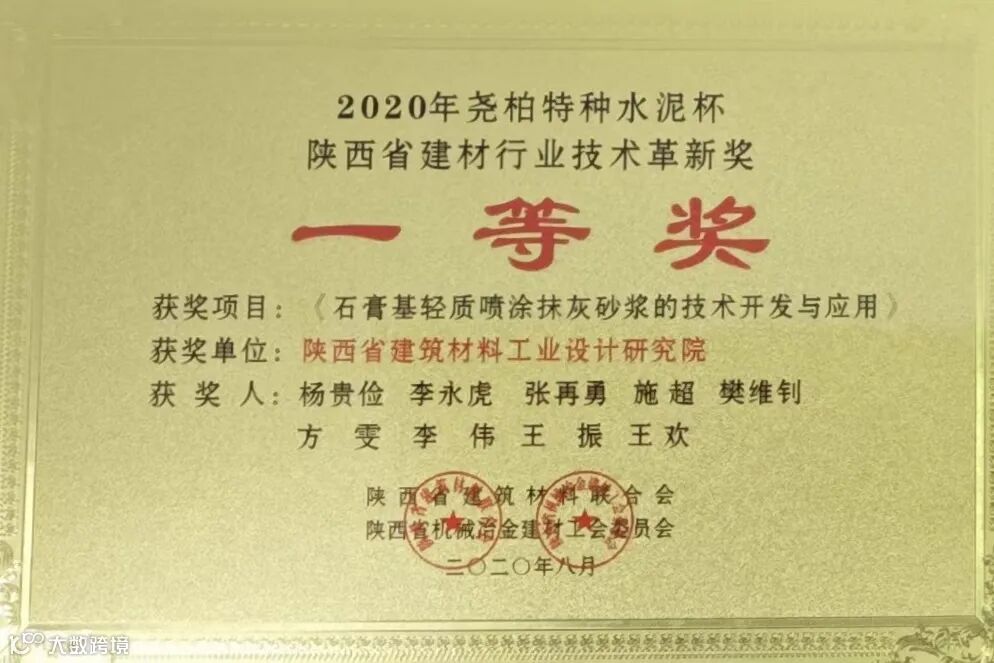 2020年尧柏特种水泥杯
陕西省建材行业技术革新奖
一等奖
获奖项目：《石膏基轻质喷涂抹灰砂浆的技术开发与应用》
获奖单位：陕西省建筑材料工业设计研究院
获奖人：杨贵俭 李永虎 张再勇 施超 樊维钊
方雯 李伟 王振 王欢
陕西省建筑材料联合会
陕西省机械冶金建材工会委员会
二〇二〇年八月
大数跨境